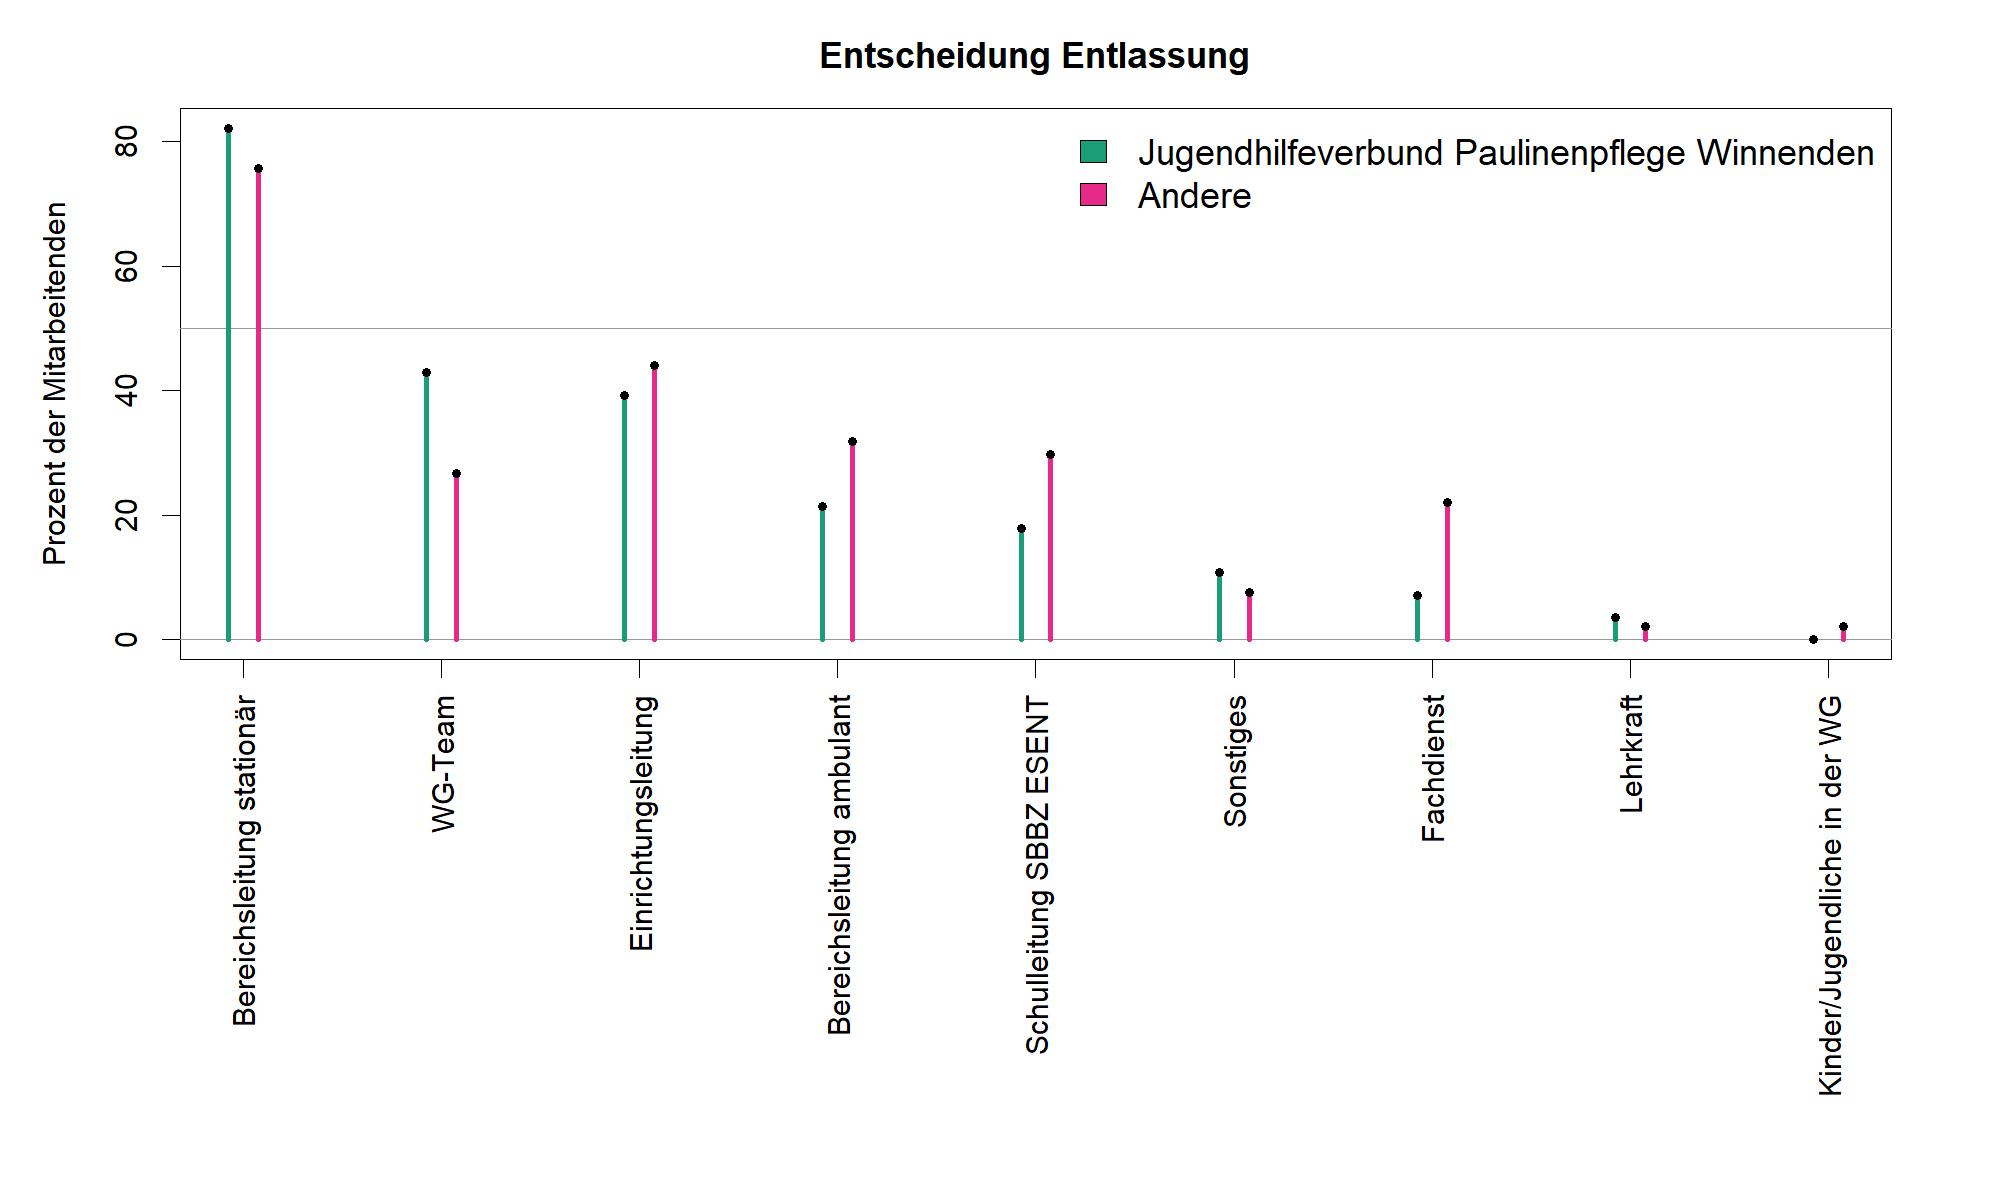 Entscheidung Entlassung
Jugendhilfeverbund Paulinenpflege Winnenden
Andere
Prozent der Mitarbeitenden
80
60
40
20
0
Bereichsleitung stationär
WG-Team
Einrichtungsleitung
Bereichsleitung ambulant
Schulleitung SBBZ ESENT
Sonstiges
Fachdienst
Lehrkraft
Kinder/Jugendliche in der WG